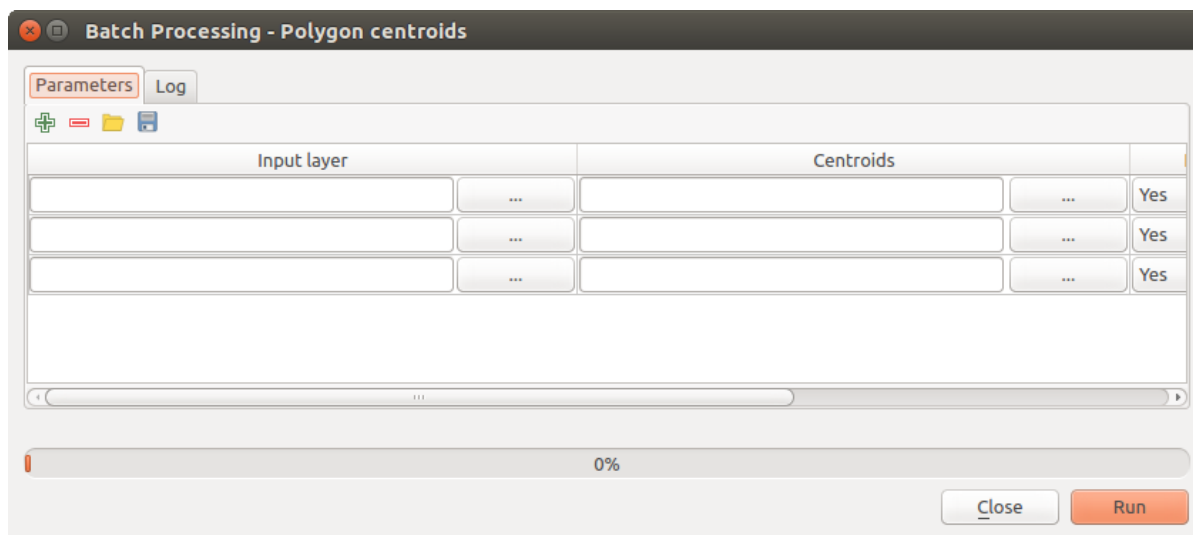 Batch Processing - Polygon centroids
Parameters Log
Input layer Centroids
... ... Yes
... ... Yes
... ... Yes
0%
Close Run